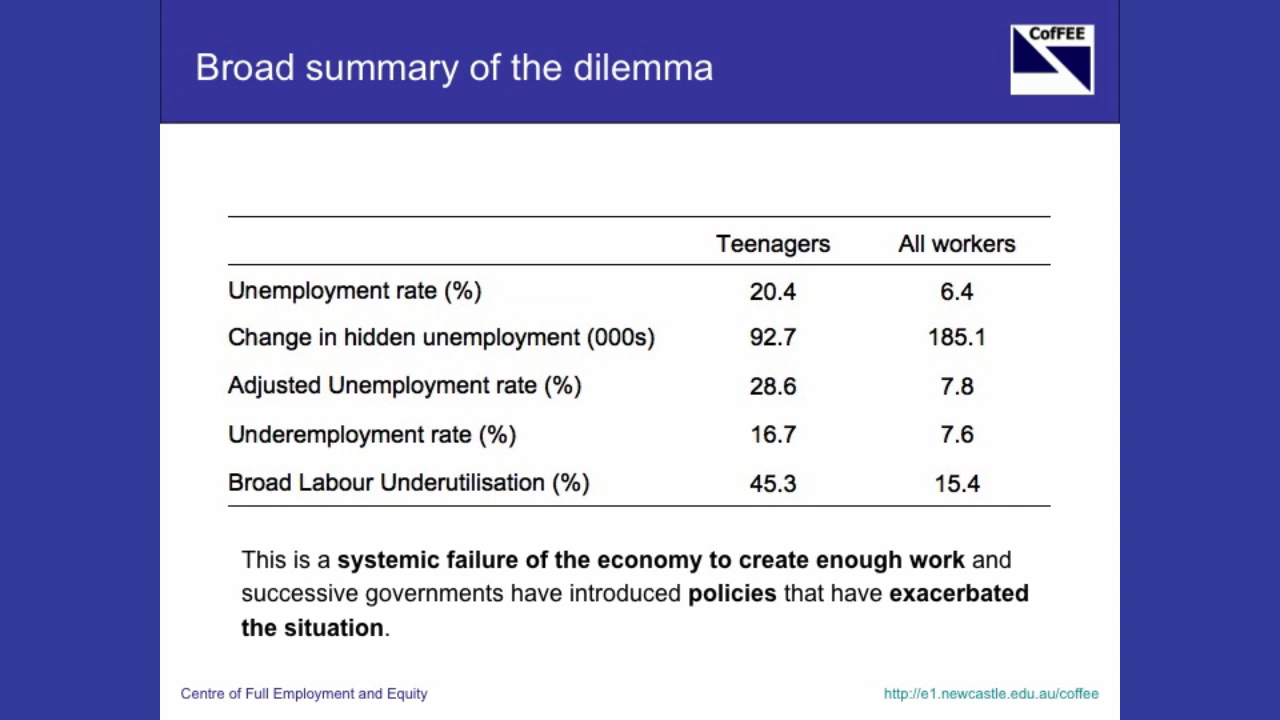 Broad summary of the dilemma
CofFEE
Teenagers All workers
Unemployment rate (%) 20.4 6.4
Change in hidden unemployment (000s) 92.7 185.1
Adjusted Unemployment rate (%) 28.6 7.8
Underemployment rate (%) 16.7 7.6
Broad Labour Underutilisation (%) 45.3 15.4
This is a systemic failure of the economy to create enough work and
successive governments have introduced policies that have exacerbated
the situation.
Centre of Full Employment and Equity http://e1.newcastle.edu.au/coffee